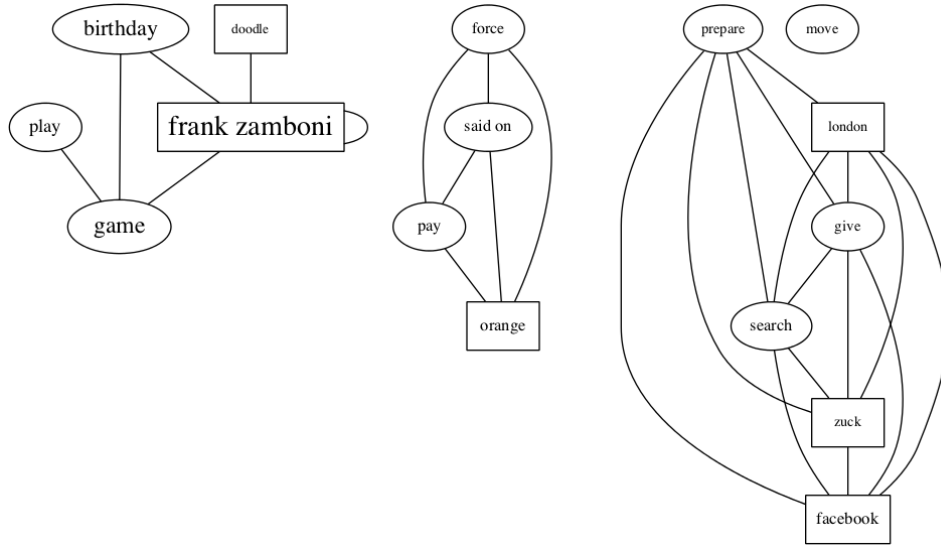 birthday
doodle
play
frank zamboni
game
force
said on
pay
orange
prepare
move
london
give
search
zuck
facebook